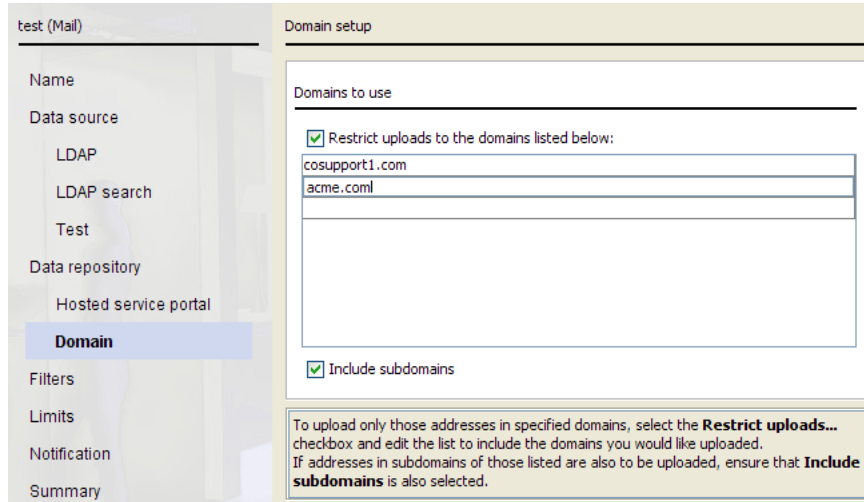 test (Mail)
Name
Data source
LDAP
LDAP search
Test
Data repository
Hosted service portal
Domain
Filters
Limits
Notification
Summary
Domain setup
Domains to use
Restrict uploads to the domains listed below:
cosupport1.com
acme.com
Include subdomains
To upload only those addresses in specified domains, select the Restrict uploads...
checkbox and edit the list to include the domains you would like uploaded.
If addresses in subdomains of those listed are also to be uploaded, ensure that Include
subdomains is also selected.